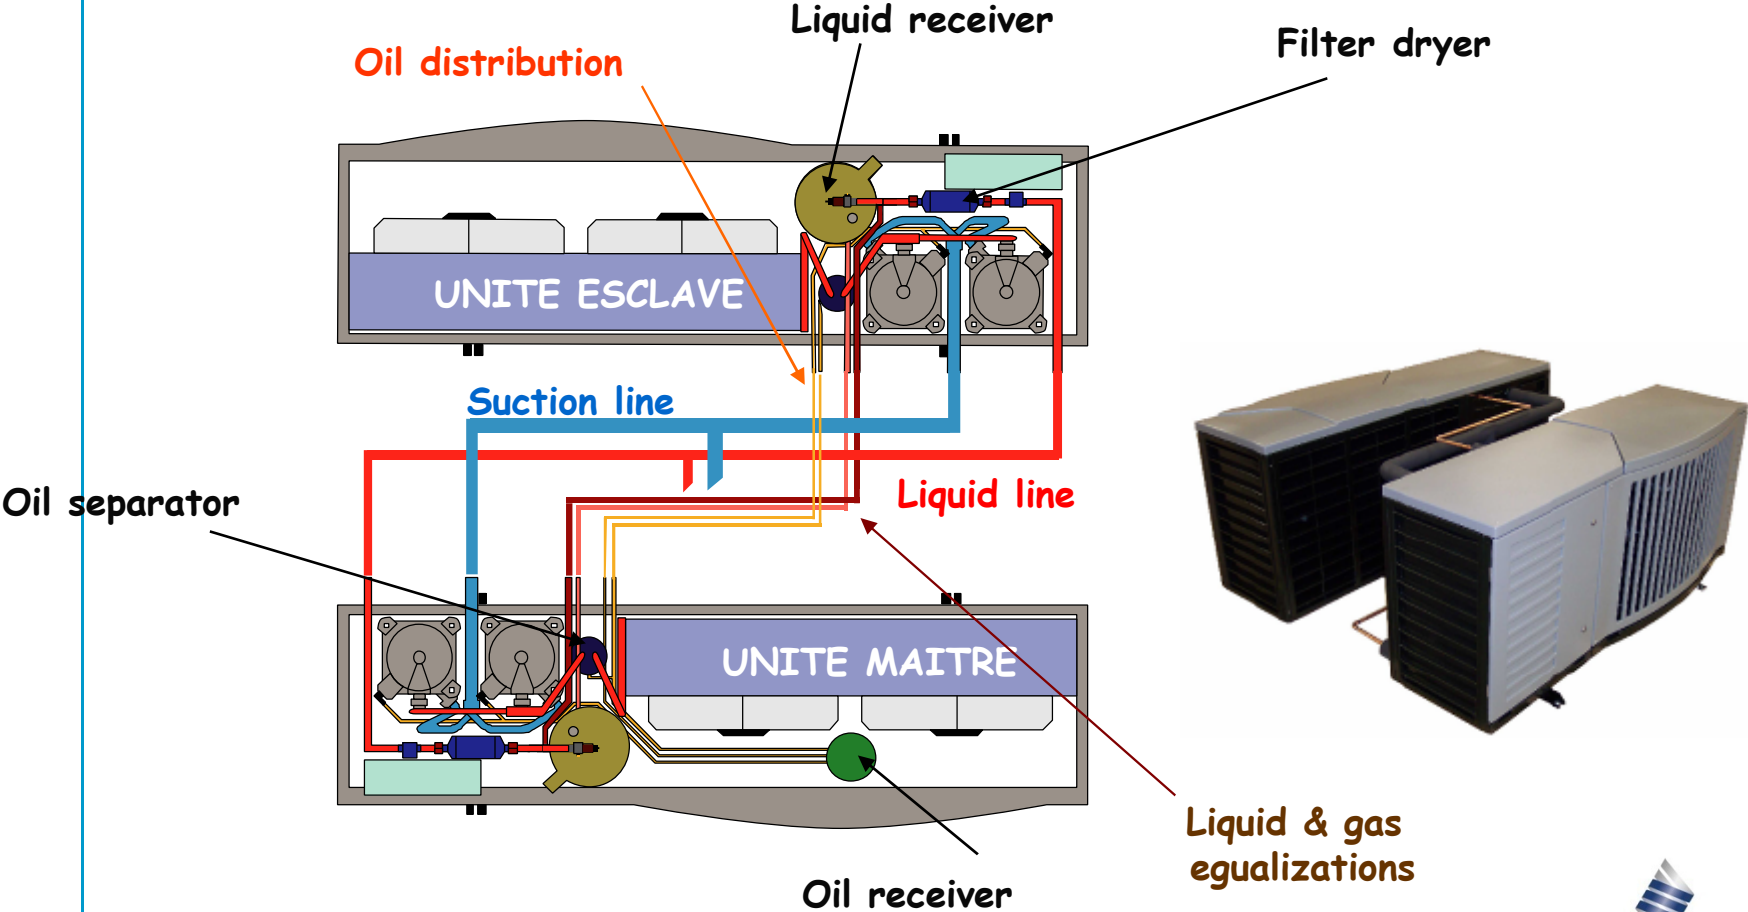 Liquid receiver
Filter dryer
Oil distribution
UNITE ESCLAVE
Suction line
Liquid line
Oil separator
UNITE MAITRE
Liquid & gas
egualizations
Oil receiver